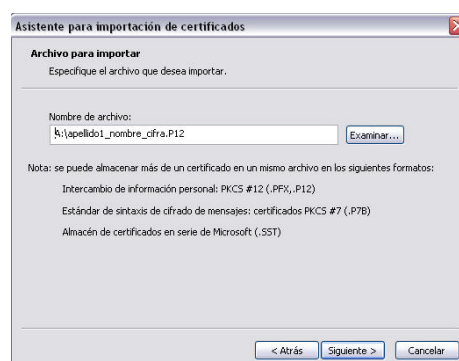 Asistente para importación de certificados
Archivo para importar
Especifique el archivo que desea importar.
Nombre de archivo:
A:\apellido1_nombre_cifra.P12
Examinar...
Nota: se puede almacenar más de un certificado en un mismo archivo en los siguientes formatos:
Intercambio de información personal: PKCS #12 (.PFX,.P12)
Estándar de sintaxis de cifrado de mensajes: certificados PKCS #7 (.P7B)
Almacén de certificados en serie de Microsoft (.SST)
< Atrás
Siguiente >
Cancelar